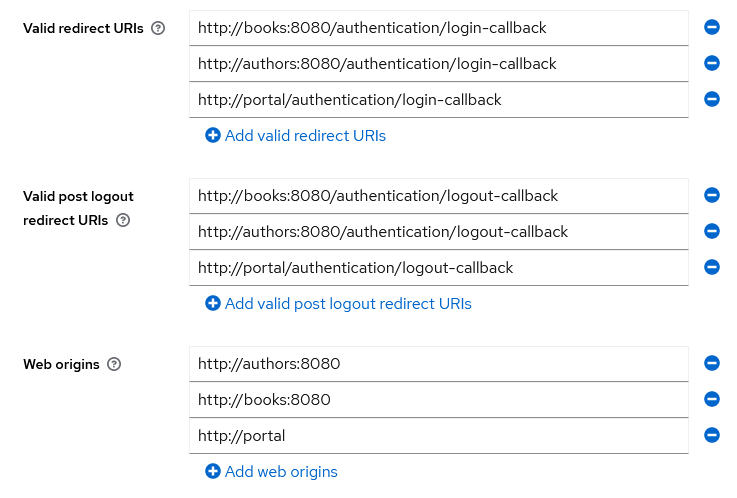 Valid redirect URIs
http://books:8080/authentication/login-callback
http://authors:8080/authentication/login-callback
http://portal/authentication/login-callback
Add valid redirect URIs
Valid post logout
redirect URIs
http://books:8080/authentication/logout-callback
http://authors:8080/authentication/logout-callback
http://portal/authentication/logout-callback
Add valid post logout redirect URIs
Web origins
http://authors:8080
http://books:8080
http://portal
Add web origins